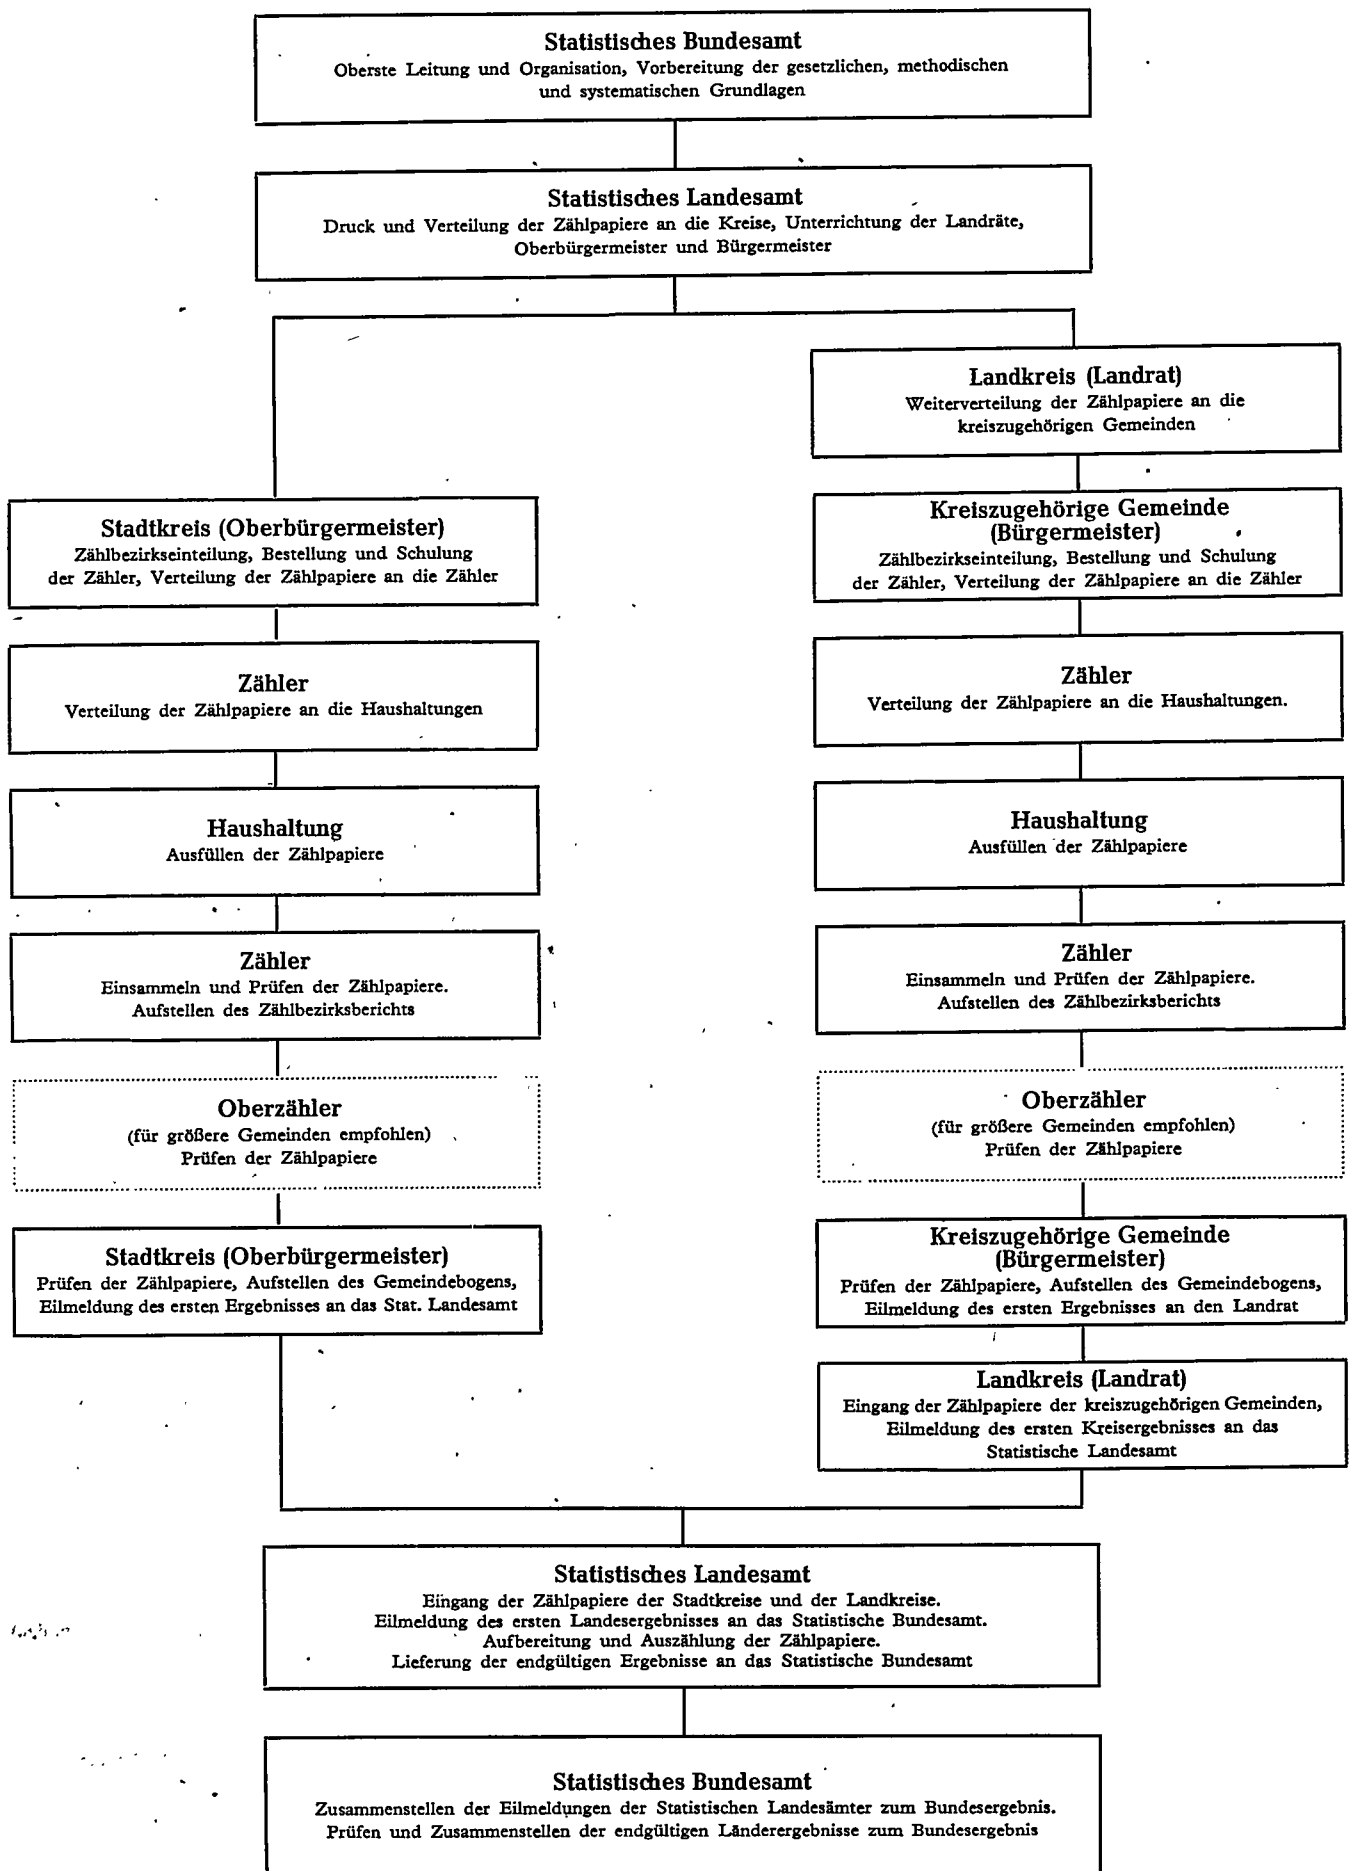 Statistisches Bundesamt
Oberste Leitung und Organisation, Vorbereitung der gesetzlichen, methodischen
und systematischen Grundlagen
Statistisches Landesamt
Druck und Verteilung der Zählpapiere an die Kreise, Unterrichtung der Landräte,
Oberbürgermeister und Bürgermeister
Landkreis (Landrat)
Weiterverteilung der Zählpapiere an die
kreiszugehörigen Gemeinden
Stadtkreis (Oberbürgermeister)
Zählbezirkseinteilung, Bestellung und Schulung
der Zähler, Verteilung der Zählpapiere an die Zähler
Kreiszugehörige Gemeinde
(Bürgermeister)
Zählbezirkseinteilung, Bestellung und Schulung
der Zähler, Verteilung der Zählpapiere an die Zähler
Zähler
Verteilung der Zählpapiere an die Haushaltungen
Zähler
Verteilung der Zählpapiere an die Haushaltungen.
Haushaltung
Ausfüllen der Zählpapiere
Haushaltung
Ausfüllen der Zählpapiere
Zähler
Einsammeln und Prüfen der Zählpapiere.
Aufstellen des Zählbezirksberichts
Zähler
Einsammeln und Prüfen der Zählpapiere.
Aufstellen des Zählbezirksberichts
Oberzähler
(für größere Gemeinden empfohlen)
Prüfen der Zählpapiere
Oberzähler
(für größere Gemeinden empfohlen)
Prüfen der Zählpapiere
Stadtkreis (Oberbürgermeister)
Prüfen der Zählpapiere, Aufstellen des Gemeindebogens,
Eilmeldung des ersten Ergebnisses an das Stat. Landesamt
Kreiszugehörige Gemeinde
(Bürgermeister)
Prüfen der Zählpapiere, Aufstellen des Gemeindebogens,
Eilmeldung des ersten Ergebnisses an den Landrat
Landkreis (Landrat)
Eingang der Zählpapiere der kreiszugehörigen Gemeinden,
Eilmeldung des ersten Kreisergebnisses an das
Statistische Landesamt
Statistisches Landesamt
Eingang der Zählpapiere der Stadtkreise und der Landkreise.
Eilmeldung des ersten Landesergebnisses an das Statistische Bundesamt.
Aufbereitung und Auszählung der Zählpapiere.
Lieferung der endgültigen Ergebnisse an das Statistische Bundesamt
Statistisches Bundesamt
Zusammenstellen der Eilmeldungen der Statistischen Landesämter zum Bundesergebnis.
Prüfen und Zusammenstellen der endgültigen Länderergebnisse zum Bundesergebnis